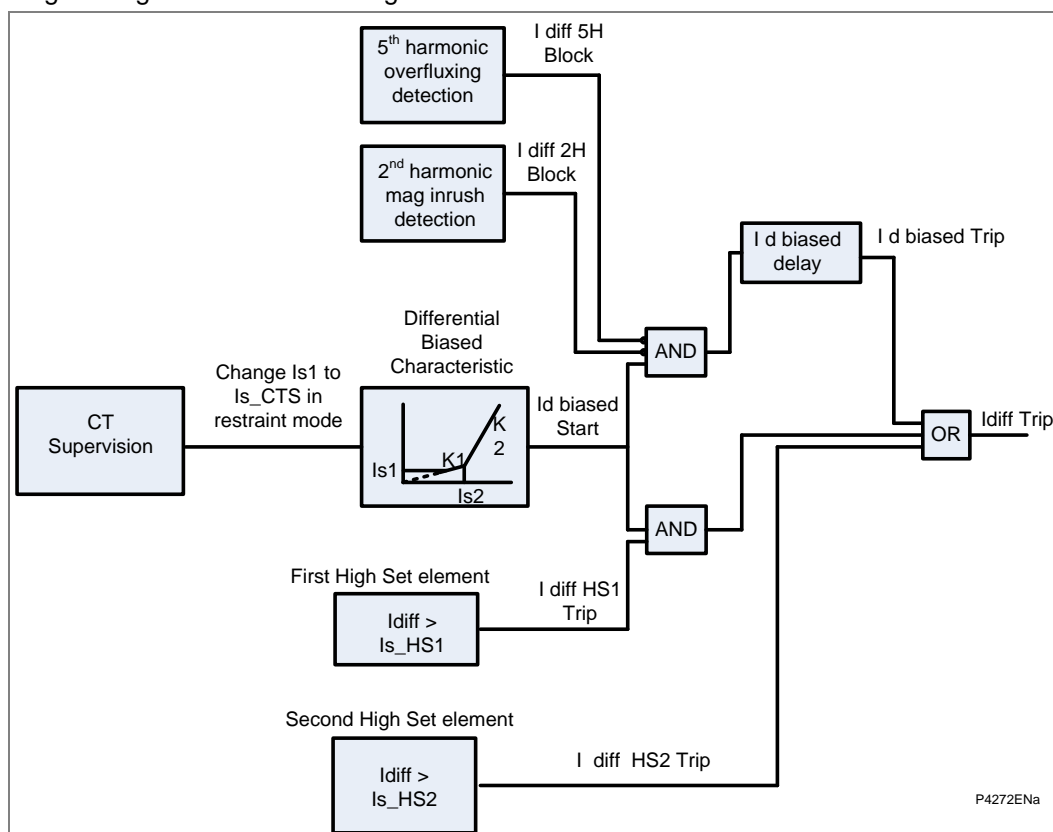 5th harmonic
overfluxing
detection
I diff 5H
Block
2nd harmonic
mag inrush
detection
I diff 2H
Block
I d biased
delay
I d biased Trip
AND
Differential
Biased
Characteristic
Change Is1 to
Is_CTS in
restraint mode
CT
Supervision
K
2
K1
Is1
Is2
Id biased
Start
OR
Idiff Trip
AND
First High Set element
Idiff >
Is_HS1
I diff HS1
Trip
Second High Set element
Idiff >
Is_HS2
I diff HS2 Trip
P4272ENa